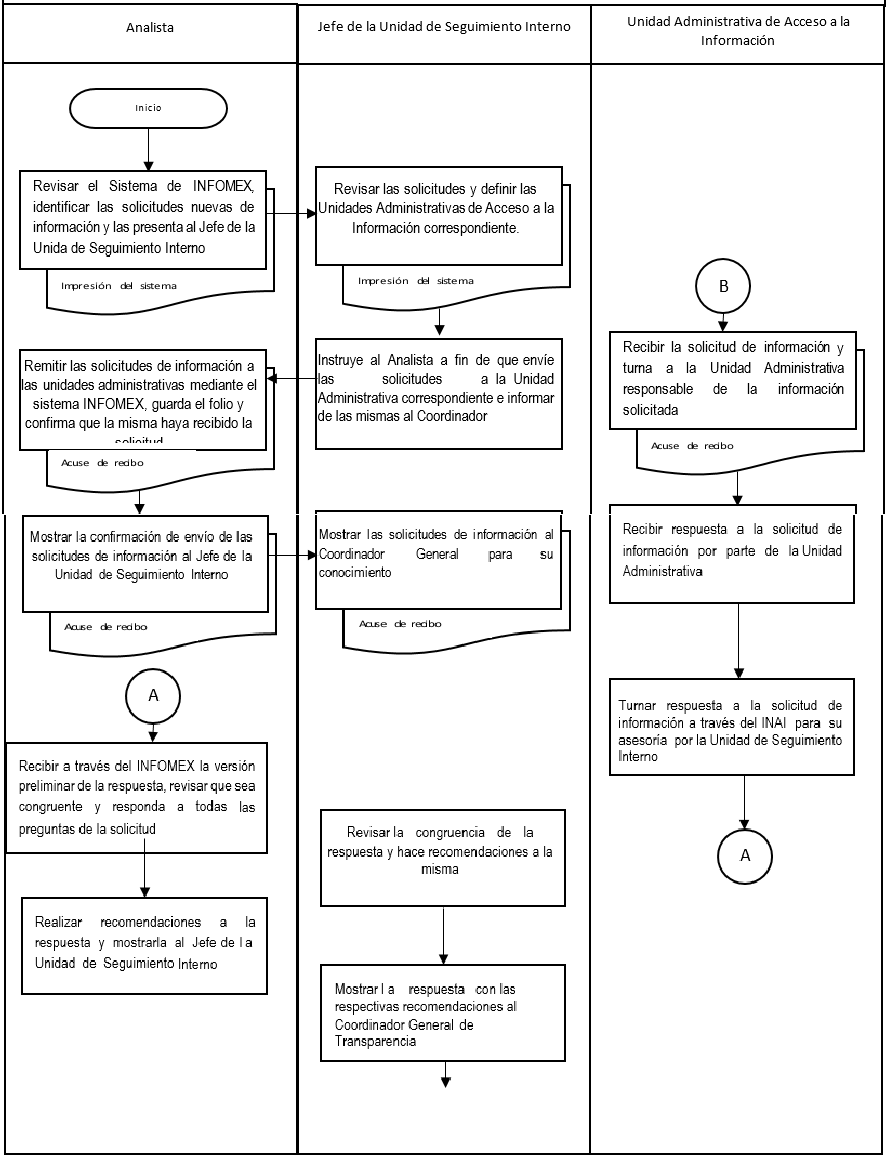 Analista
Jefe de la Unidad de Seguimiento Interno
Unidad Administrativa de Acceso a la
Información
Inicio
Revisar el Sistema de INFOMEX,
identificar las solicitudes nuevas de
información y las presenta al Jefe de la
Unida de Seguimiento Interno
Impresión del sistema
Revisar las solicitudes y definir las
Unidades Administrativas de Acceso a la
Información correspondiente.
Impresión del sistema
B
Recibir la solicitud de información y
turna a la Unidad Administrativa
responsable de la información
solicitada
Acuse de recibo
Remitir las solicitudes de información a
las unidades administrativas mediante el
sistema INFOMEX, guarda el folio y
confirma que la misma haya recibido la
solicitud
Acuse de recibo
Instruye al Analista a fin de que envíe
las solicitudes a la Unidad
Administrativa correspondiente e informar
de las mismas al Coordinador
Mostrar la confirmación de envío de las
solicitudes de información al Jefe de la
Unidad de Seguimiento Interno
Acuse de recibo
Mostrar las solicitudes de información al
Coordinador General para su
conocimiento
Acuse de recibo
Recibir respuesta a la solicitud de
información por parte de la Unidad
Administrativa
A
Recibir a través del INFOMEX la versión
preliminar de la respuesta, revisar que sea
congruente y responda a todas las
preguntas de la solicitud
Turnar respuesta a la solicitud de
información a través del INAI para su
asesoría por la Unidad de Seguimiento
Interno
A
Revisar la congruencia de la
respuesta y hace recomendaciones a la
misma
Realizar recomendaciones a la
respuesta y mostrarla al Jefe de la
Unidad de Seguimiento Interno
Mostrar la respuesta con las
respectivas recomendaciones al
Coordinador General de
Transparencia